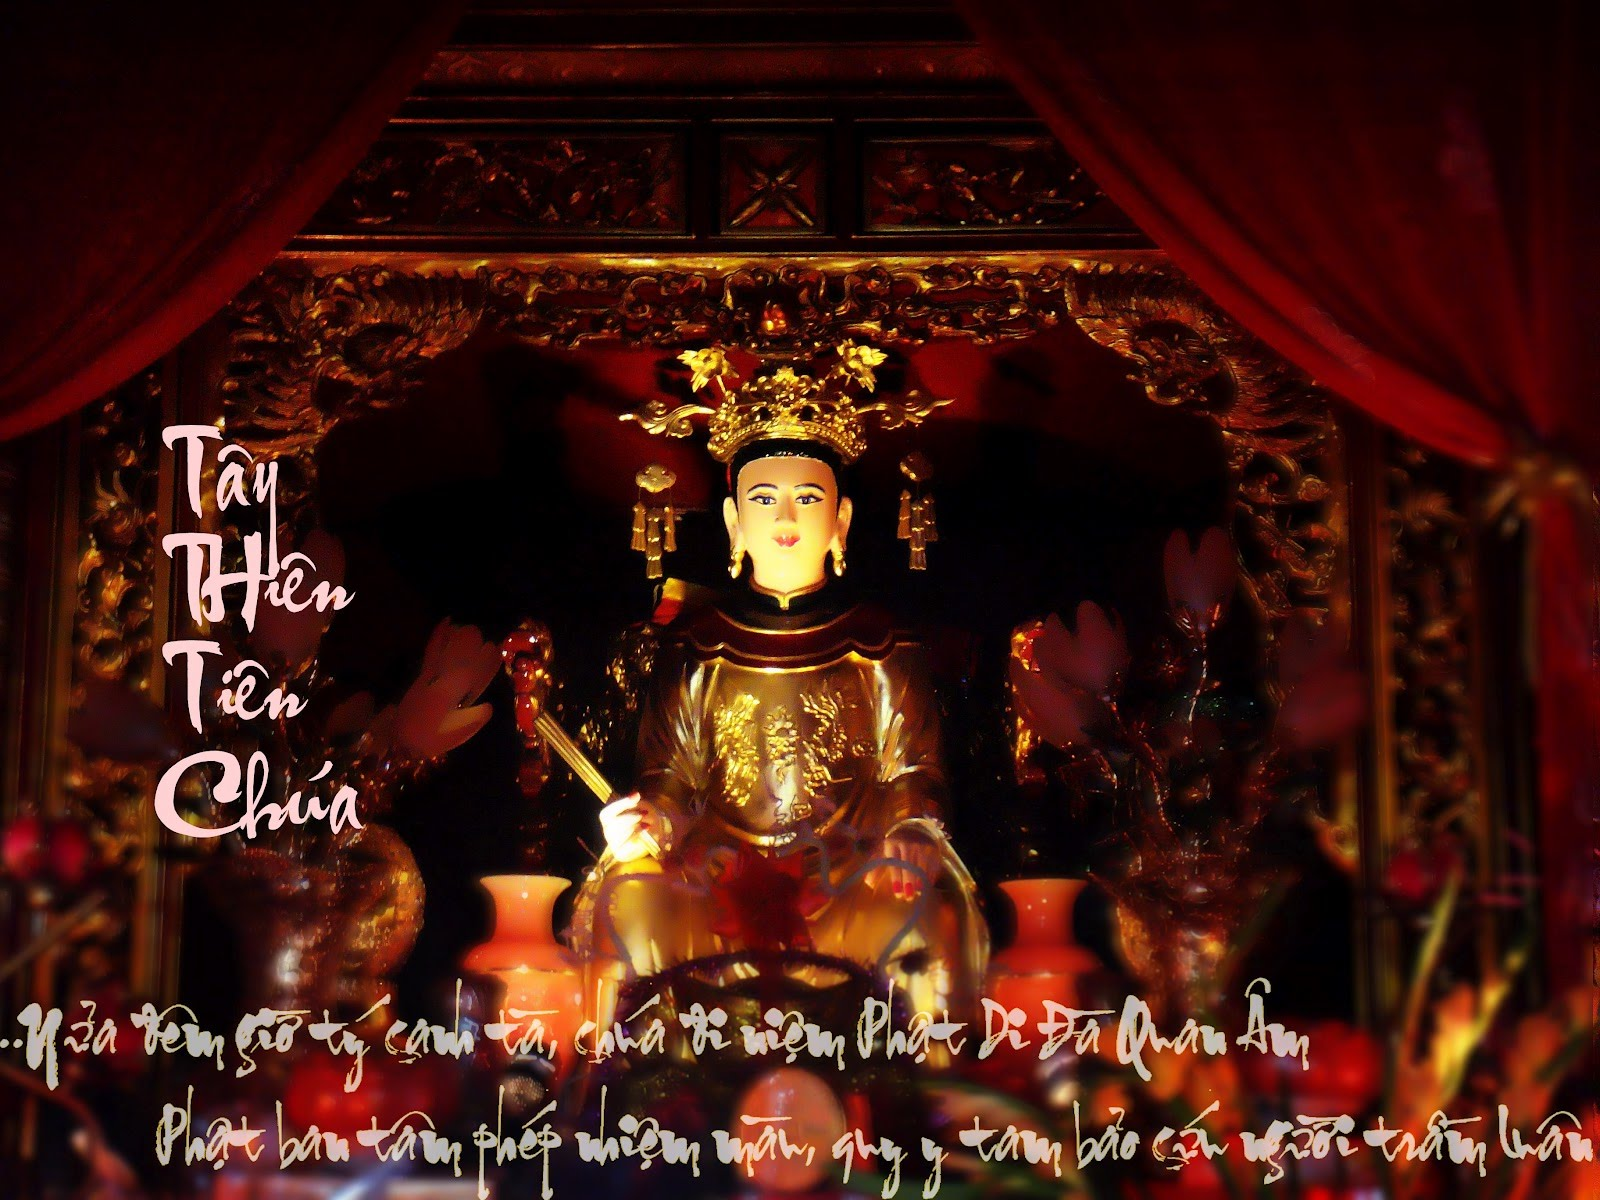 Tây
THiên
Tiên
Chúa
..Nửa đêm giờ tý canh tà, chúa đi niệm Phật Di Đà Quan Âm
Phật ban tâm phép nhiệm màu, quy y tam bảo cứu người trầm luân